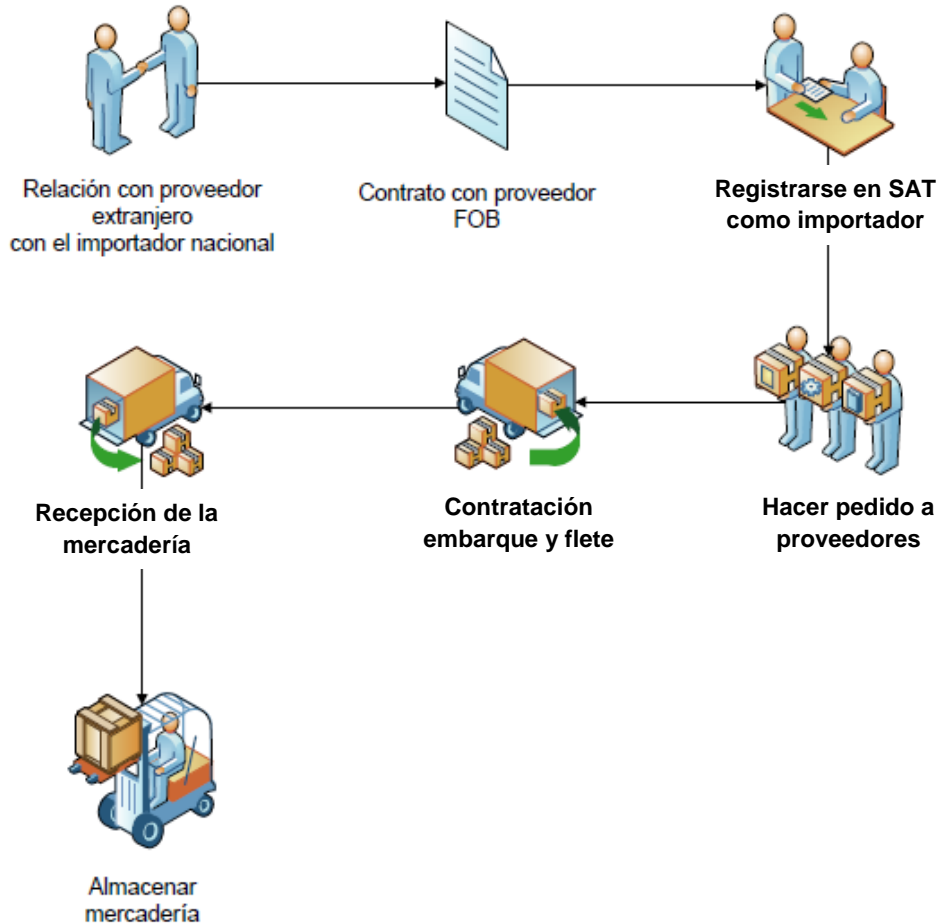 Relación con proveedor
extranjero
con el importador nacional
Contrato con proveedor
FOB
Registrarse en SAT
como importador
Recepción de la
mercadería
Contratación
embarque y flete
Hacer pedido a
proveedores
Almacenar
mercadería